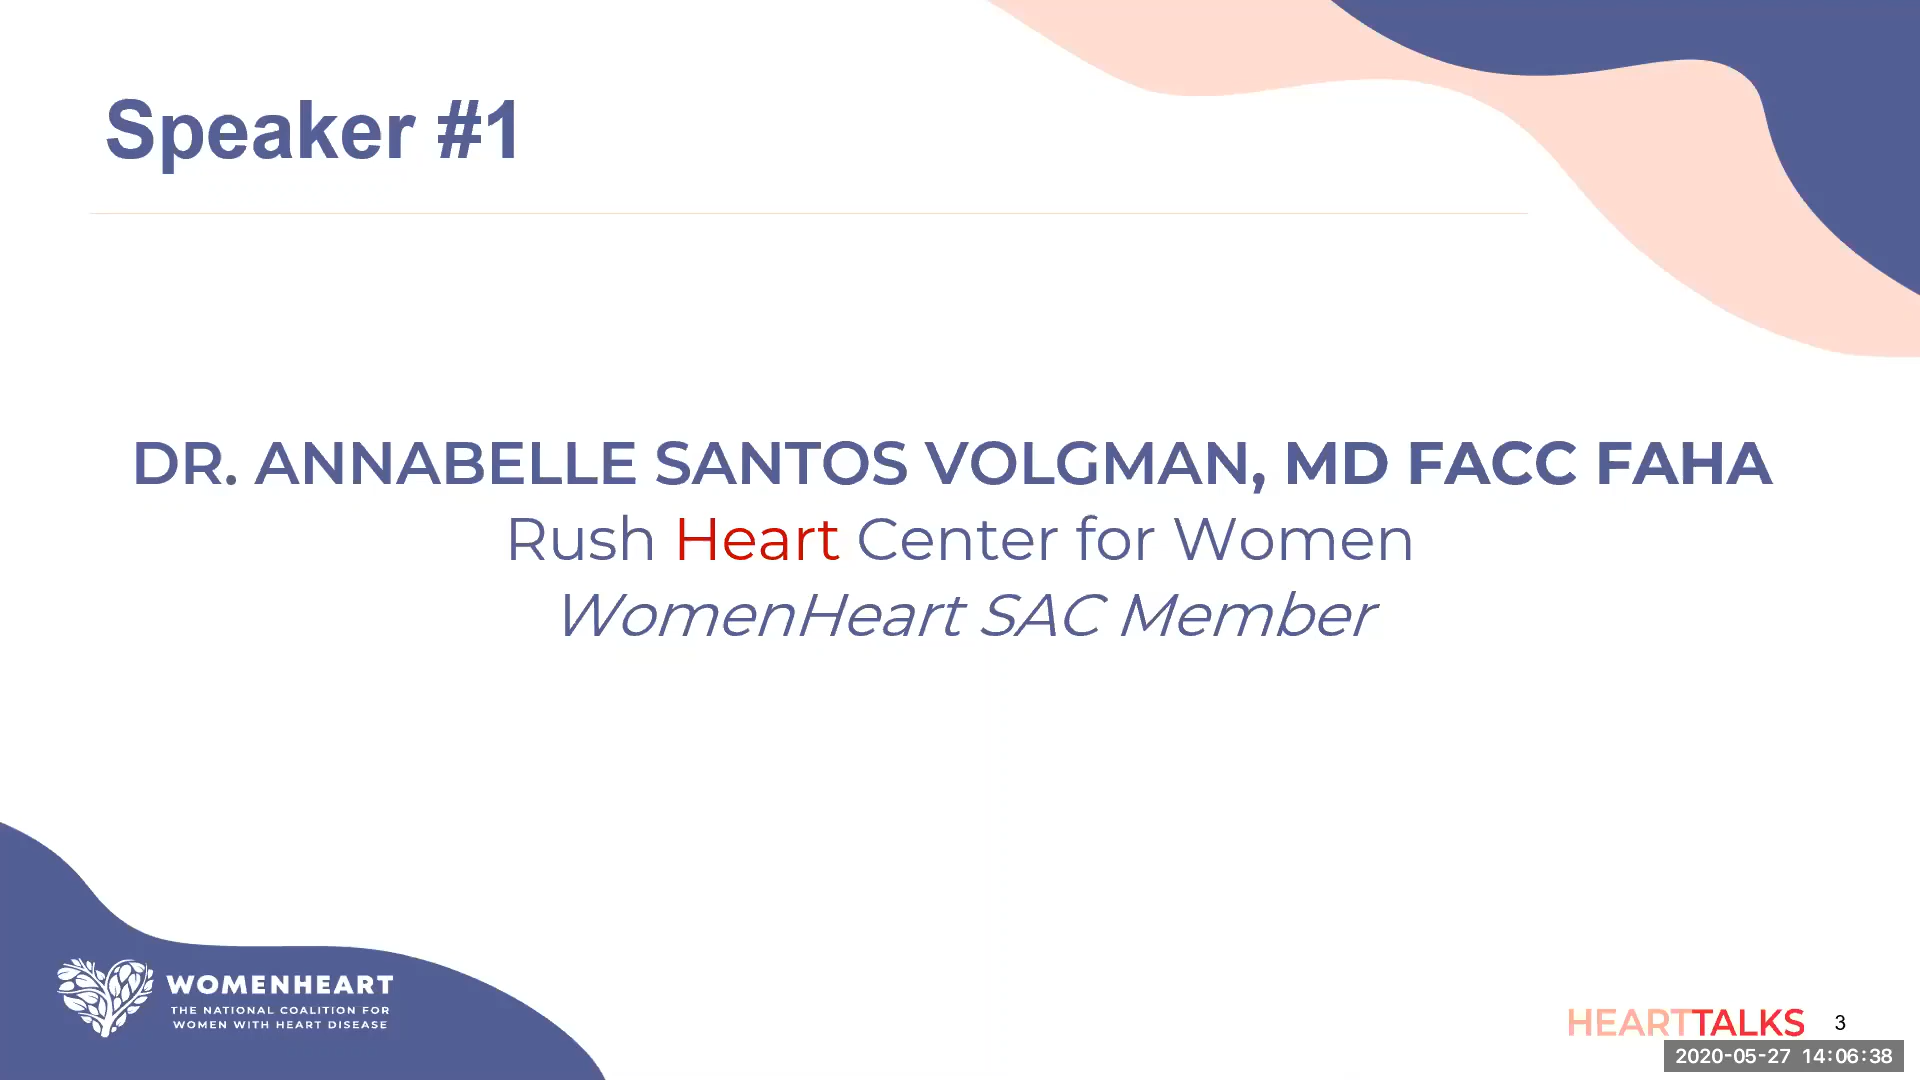 Speaker #1
DR. ANNABELLE SANTOS VOLGMAN, MD FACC FAHA
Rush Heart Center for Women
WomenHeart SAC Member
WOMENHEART
THE NATIONAL COALITION FOR
WOMEN WITH HEART DISEASE
HEARTTALKS 3
2020-05-27 14:06:38